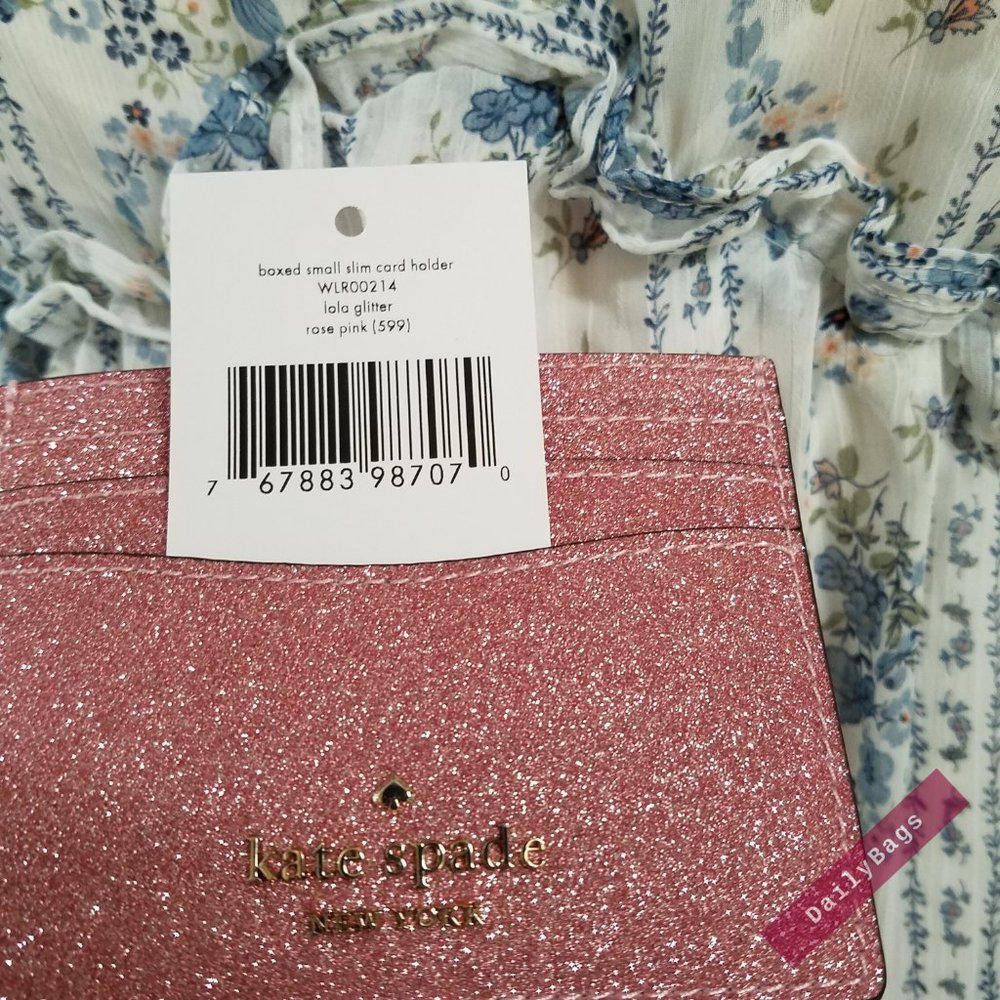 boxed small slim card holder
WLR00214
lola glitter
rose pink (599)
7 67883 98707 0
kate spade
NEW YORK
DailyBags